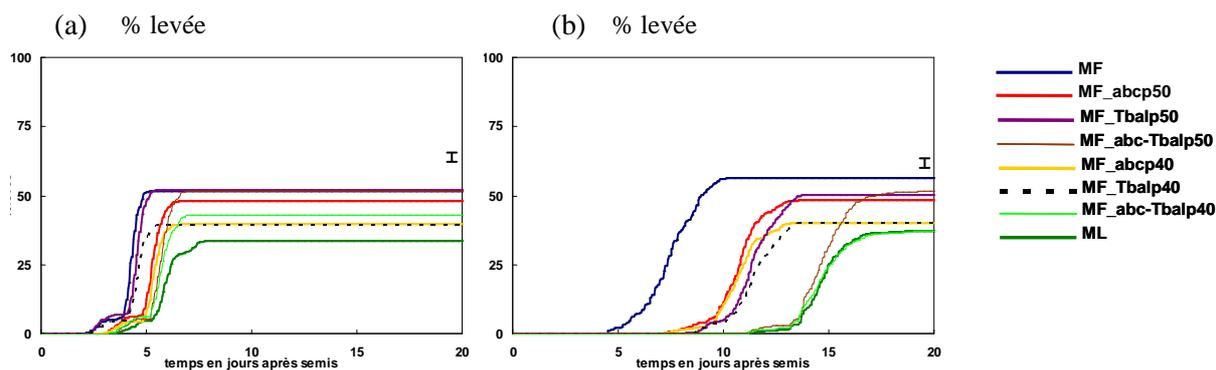 (a) % levée
(b) % levée
100
75
50
25
0
0 5 10 15 20
temps en jours après semis
100
75
50
25
0
0 5 10 15 20
temps en jours après semis
MF
MF_abcp50
MF_Tbalp50
MF_abc-Tbalp50
MF_abcp40
MF_Tbalp40
MF_abc-Tbalp40
ML